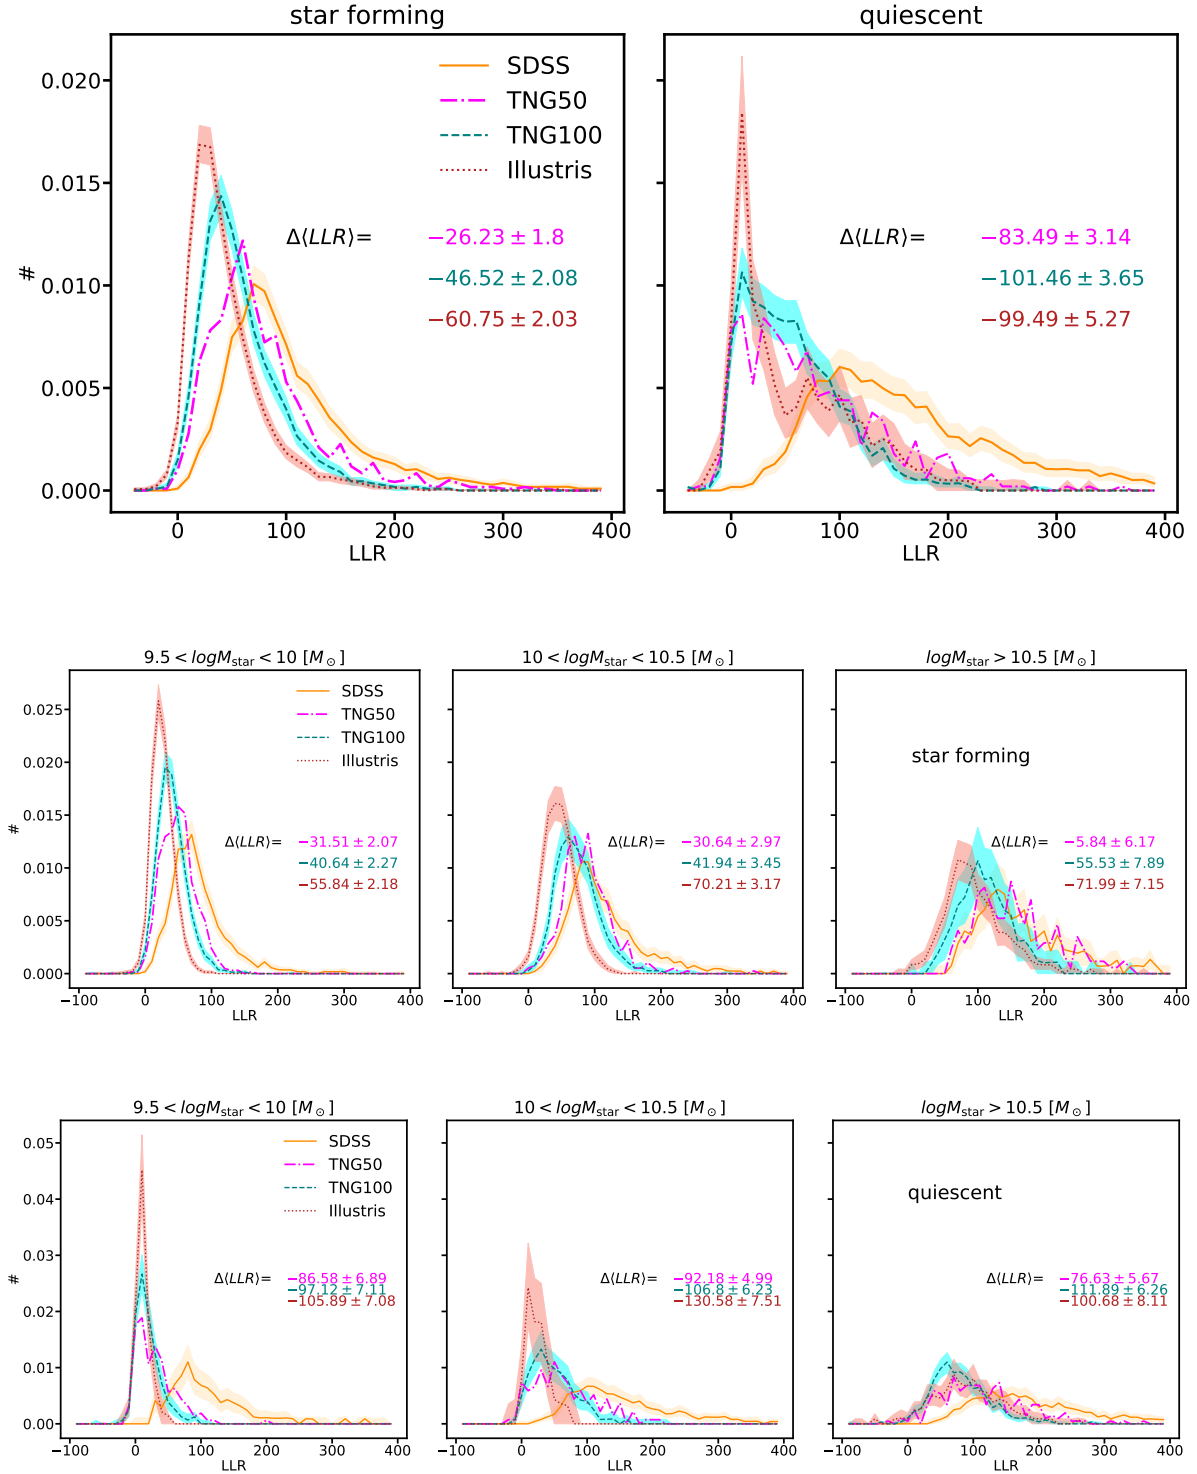 star forming
quiescent
SDSS
TNG50
TNG100
Illustris
Δ⟨LLR⟩=
−26.23 ± 1.8
−46.52 ± 2.08
−60.75 ± 2.03
Δ⟨LLR⟩=
−83.49 ± 3.14
−101.46 ± 3.65
−99.49 ± 5.27
#
0.020
0.015
0.010
0.005
0.000
0 100 200 300 400
0 100 200 300 400
LLR
LLR
9.5 < logM_star < 10 [M_⊙]
10 < logM_star < 10.5 [M_⊙]
logM_star > 10.5 [M_⊙]
SDSS
TNG50
TNG100
Illustris
Δ⟨LLR⟩=
−31.51 ± 2.07
−40.64 ± 2.27
−55.84 ± 2.18
Δ⟨LLR⟩=
−30.64 ± 2.97
−41.94 ± 3.45
−70.21 ± 3.17
star forming
Δ⟨LLR⟩=
−5.84 ± 6.17
−55.53 ± 7.89
−71.99 ± 7.15
#
0.025
0.020
0.015
0.010
0.005
0.000
−100 0 100 200 300 400
−100 0 100 200 300 400
−100 0 100 200 300 400
LLR
LLR
LLR
9.5 < logM_star < 10 [M_⊙]
10 < logM_star < 10.5 [M_⊙]
logM_star > 10.5 [M_⊙]
SDSS
TNG50
TNG100
Illustris
Δ⟨LLR⟩=
−86.58 ± 6.89
−97.12 ± 7.11
−105.89 ± 7.08
Δ⟨LLR⟩=
−92.18 ± 4.99
−106.8 ± 6.23
−130.58 ± 7.51
quiescent
Δ⟨LLR⟩=
−76.63 ± 5.67
−111.89 ± 6.26
−100.68 ± 8.11
#
0.05
0.04
0.03
0.02
0.01
0.00
−100 0 100 200 300 400
−100 0 100 200 300 400
−100 0 100 200 300 400
LLR
LLR
LLR